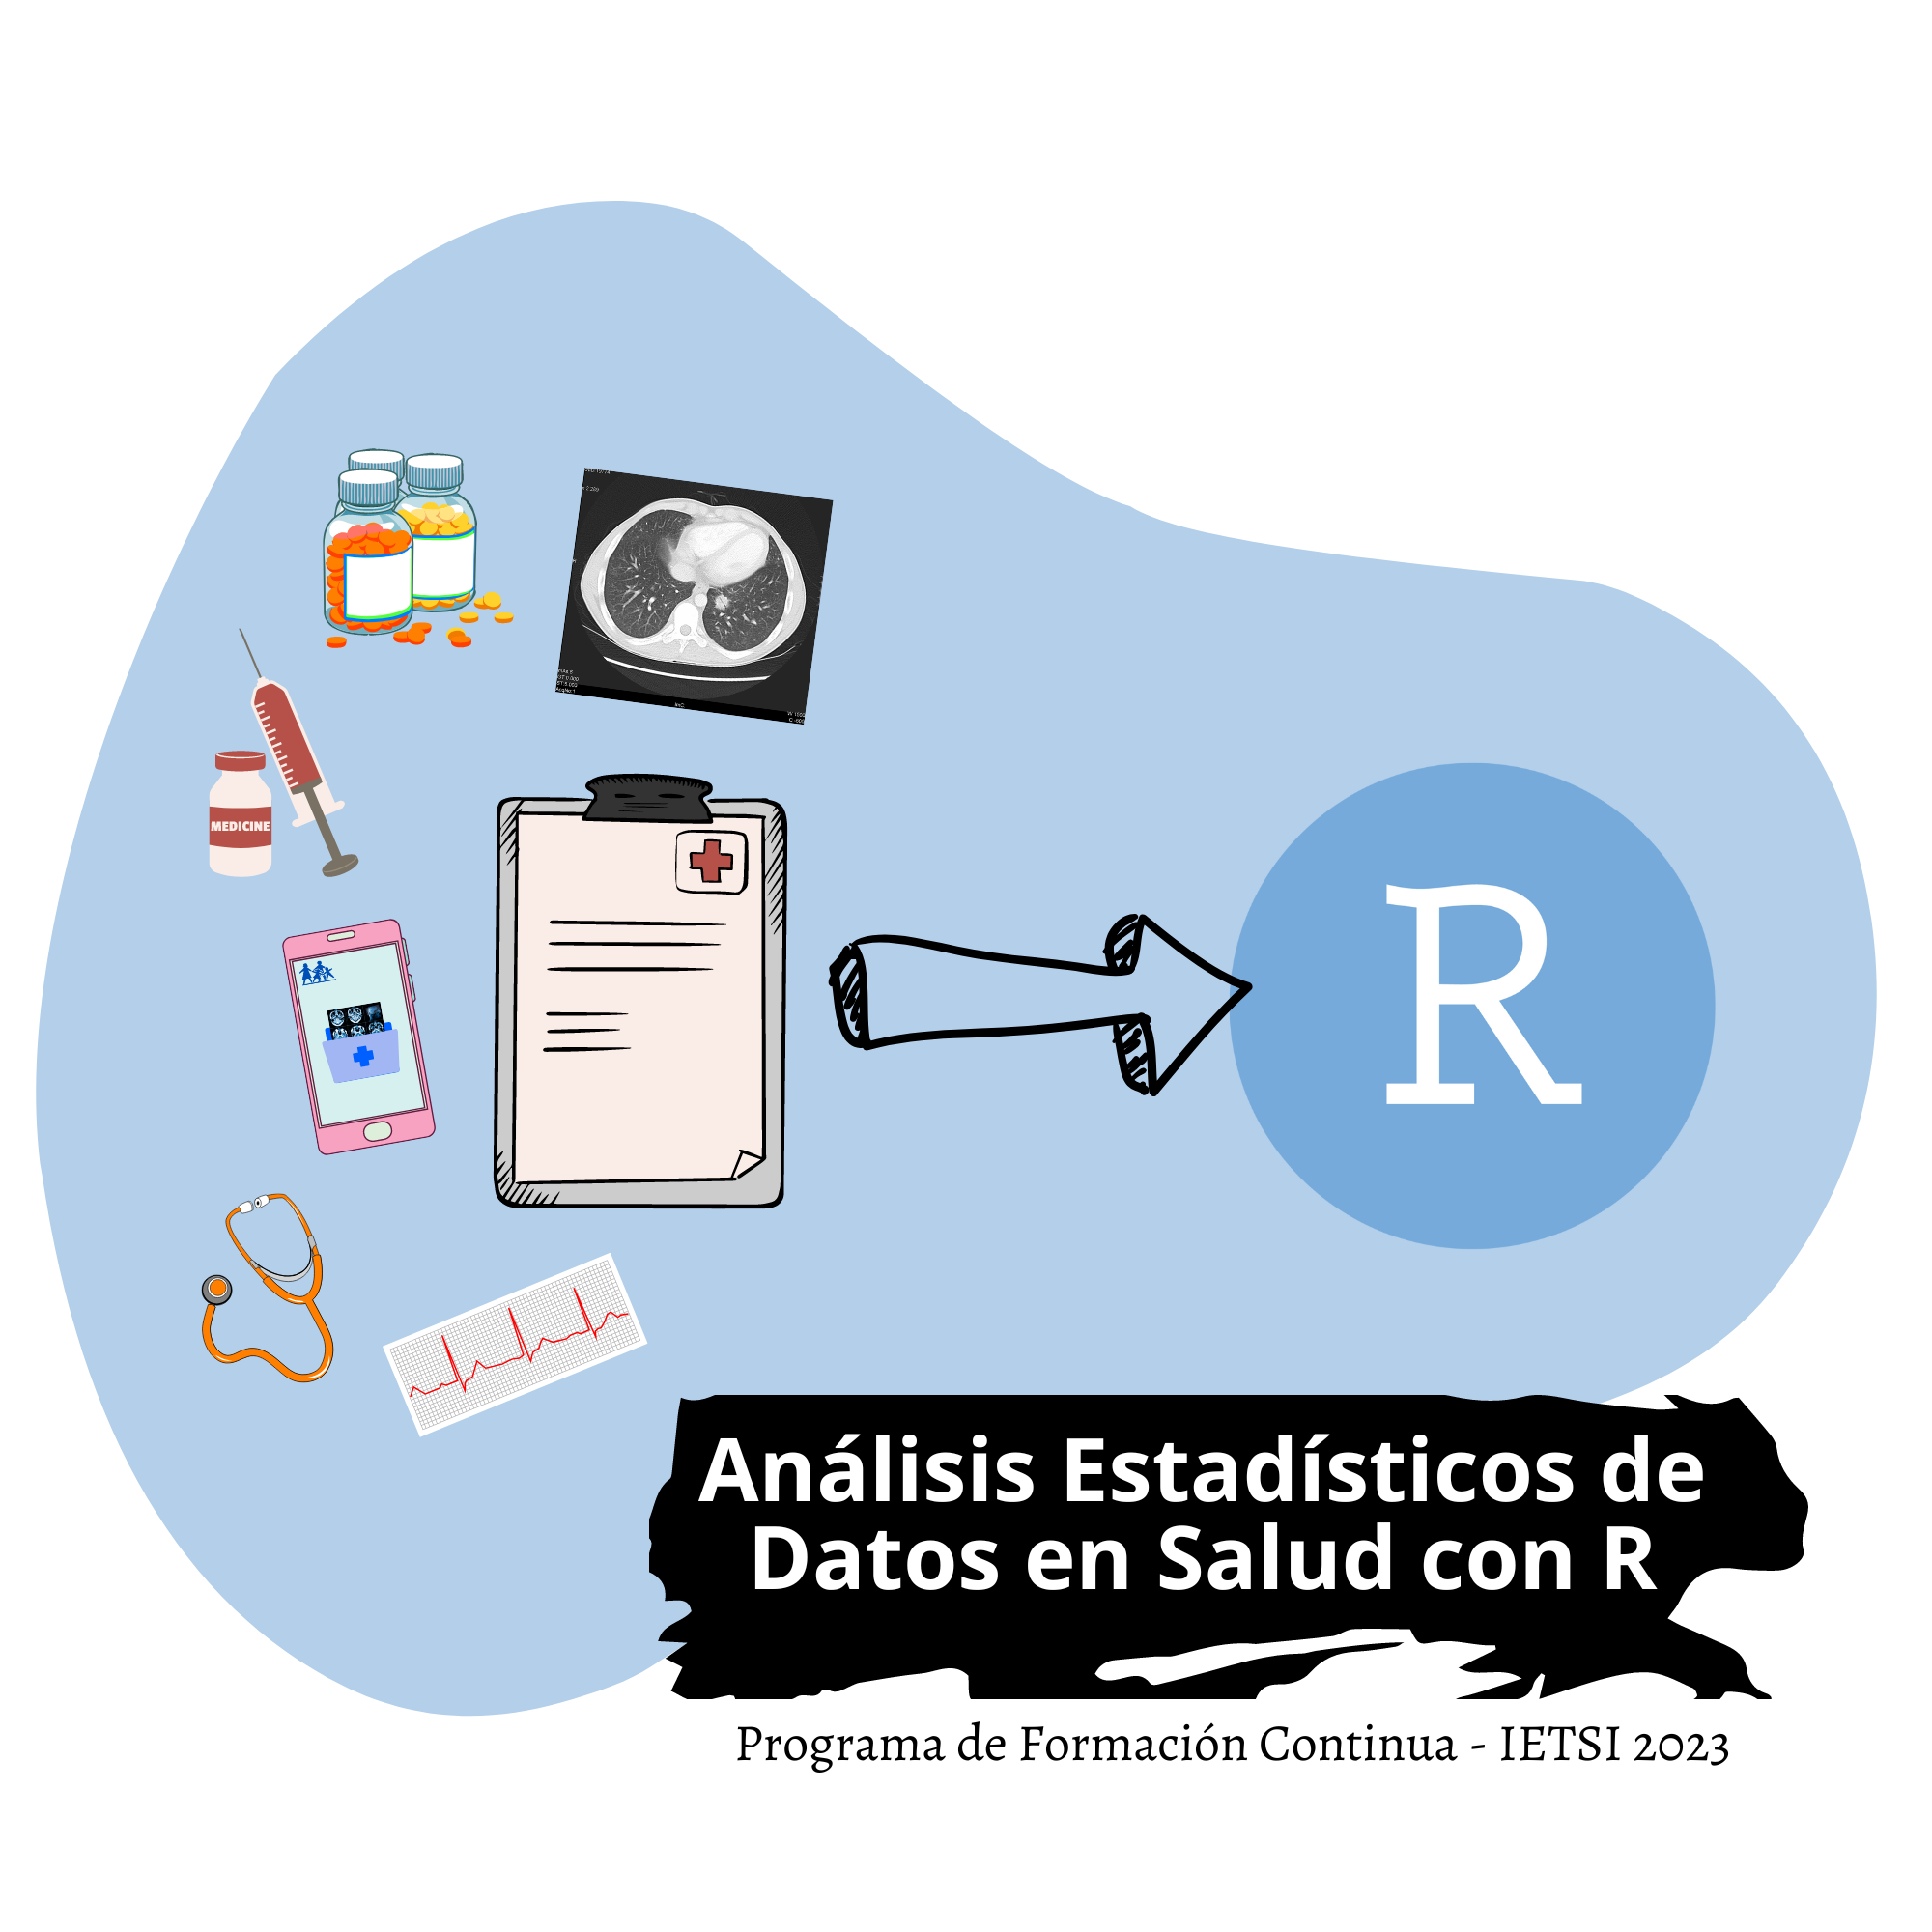 MEDICINE
R
Análisis Estadísticos de
Datos en Salud con R
Programa de Formación Continua - IETSI 2023